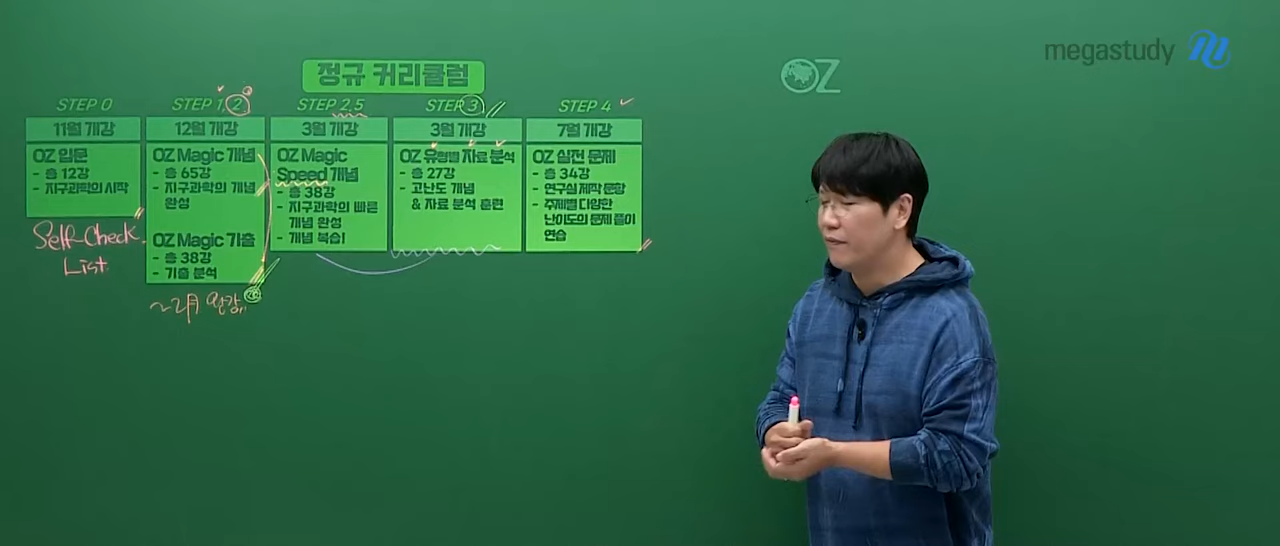 megastudy
OZ
정규 커리큘럼
STEP 0
11월 개강
OZ 입문
- 총 12강
- 지구과학의 시작
Self-Check
List
STEP 1, 2
12월 개강
OZ Magic 개념
- 총 65강
- 지구과학의 개념
완성
OZ Magic 기출
- 총 38강
- 기출 분석
~2月 완강
STEP 2.5
3월 개강
OZ Magic
Speed 개념
- 총 38강
- 지구과학의 빠른
개념 완성
- 개념 복습!
STEP 3
3월 개강
OZ 유형별 자료 분석
- 총 27강
- 고난도 개념
& 자료 분석 훈련
STEP 4
7월 개강
OZ 실전 문제
- 총 34강
- 연구실 제작 문항
- 주제별 다양한
난이도의 문제 풀이
연습